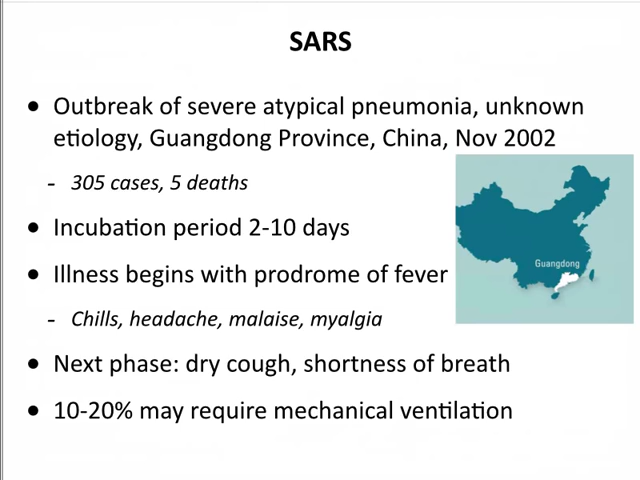 SARS
• Outbreak of severe atypical pneumonia, unknown
etiology, Guangdong Province, China, Nov 2002
- 305 cases, 5 deaths
• Incubation period 2-10 days
Guangdong
• Illness begins with prodrome of fever
- Chills, headache, malaise, myalgia
• Next phase: dry cough, shortness of breath
• 10-20% may require mechanical ventilation